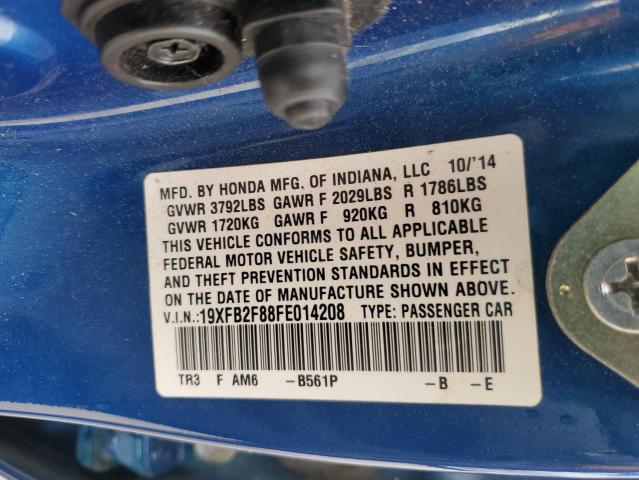 MFD. BY HONDA MFG. OF INDIANA, LLC 10/'14
GVWR 3792LBS GAWR F 2029LBS R 1786LBS
GVWR 1720KG GAWR F 920KG R 810KG
THIS VEHICLE CONFORMS TO ALL APPLICABLE
FEDERAL MOTOR VEHICLE SAFETY, BUMPER,
AND THEFT PREVENTION STANDARDS IN EFFECT
ON THE DATE OF MANUFACTURE SHOWN ABOVE.
V.I.N.:19XFB2F88FE014208 TYPE: PASSENGER CAR
TR3 F AM6 -B561P -B -E